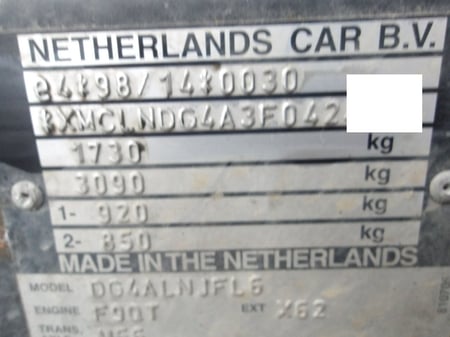 NETHERLANDS CAR B.V.
e4*98/14*0030
*XMCLNDG4A3F042
1730 kg
3090 kg
1- 920 kg
2- 850 kg
MADE IN THE NETHERLANDS
MODEL DG4ALNJFL6
ENGINE F9QT EXT X62
TRANS.